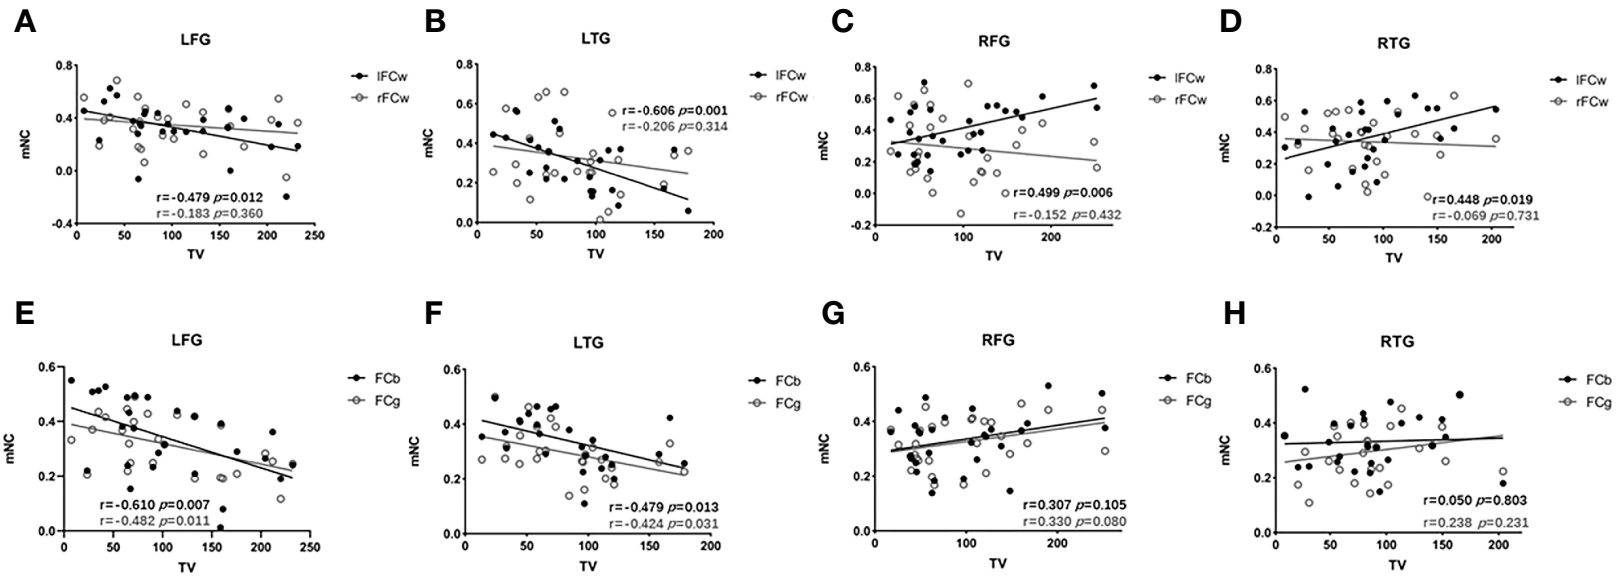 A
LFG
lFCw
rFCw
mNC
0.8
0.4
0.0
-0.4
r=-0.479 p=0.012
r=-0.183 p=0.360
0 50 100 150 200 250
TV
B
LTG
lFCw
rFCw
mNC
0.8
0.6
0.4
0.2
0.0
r=-0.606 p=0.001
r=-0.206 p=0.314
0 50 100 150 200
TV
C
RFG
lFCw
rFCw
mNC
0.8
0.6
0.4
0.2
0.0
-0.2
r=0.499 p=0.006
r=-0.152 p=0.432
0 100 200
TV
D
RTG
lFCw
rFCw
mNC
0.8
0.6
0.4
0.2
0.0
-0.2
r=0.448 p=0.019
r=-0.069 p=0.731
0 50 100 150 200
TV
E
LFG
FCb
FCg
mNC
0.6
0.4
0.2
0.0
r=-0.610 p=0.007
r=-0.482 p=0.011
0 50 100 150 200 250
TV
F
LTG
FCb
FCg
mNC
0.6
0.4
0.2
0.0
r=-0.479 p=0.013
r=-0.424 p=0.031
0 50 100 150 200
TV
G
RFG
FCb
FCg
mNC
0.6
0.4
0.2
0.0
r=0.307 p=0.105
r=0.330 p=0.080
0 100 200
TV
H
RTG
FCb
FCg
mNC
0.6
0.4
0.2
0.0
r=0.050 p=0.803
r=0.238 p=0.231
0 50 100 150 200
TV